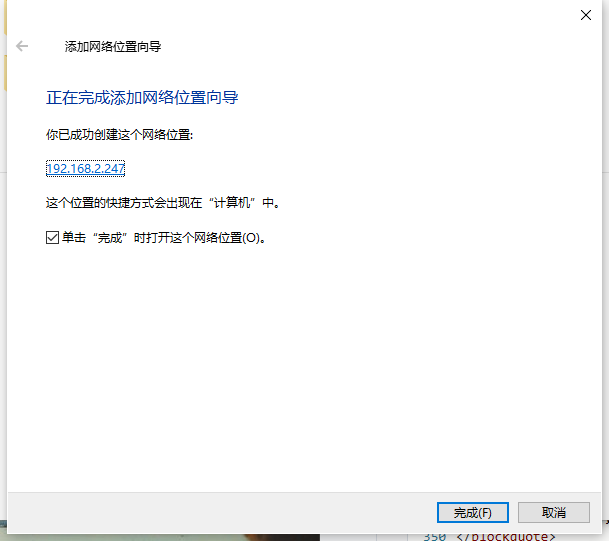 添加网络位置向导
正在完成添加网络位置向导
你已成功创建这个网络位置:
192.168.2.247
这个位置的快捷方式会出现在“计算机”中。
单击“完成”时打开这个网络位置(O)。
完成(F)
取消
350 </blockquote>